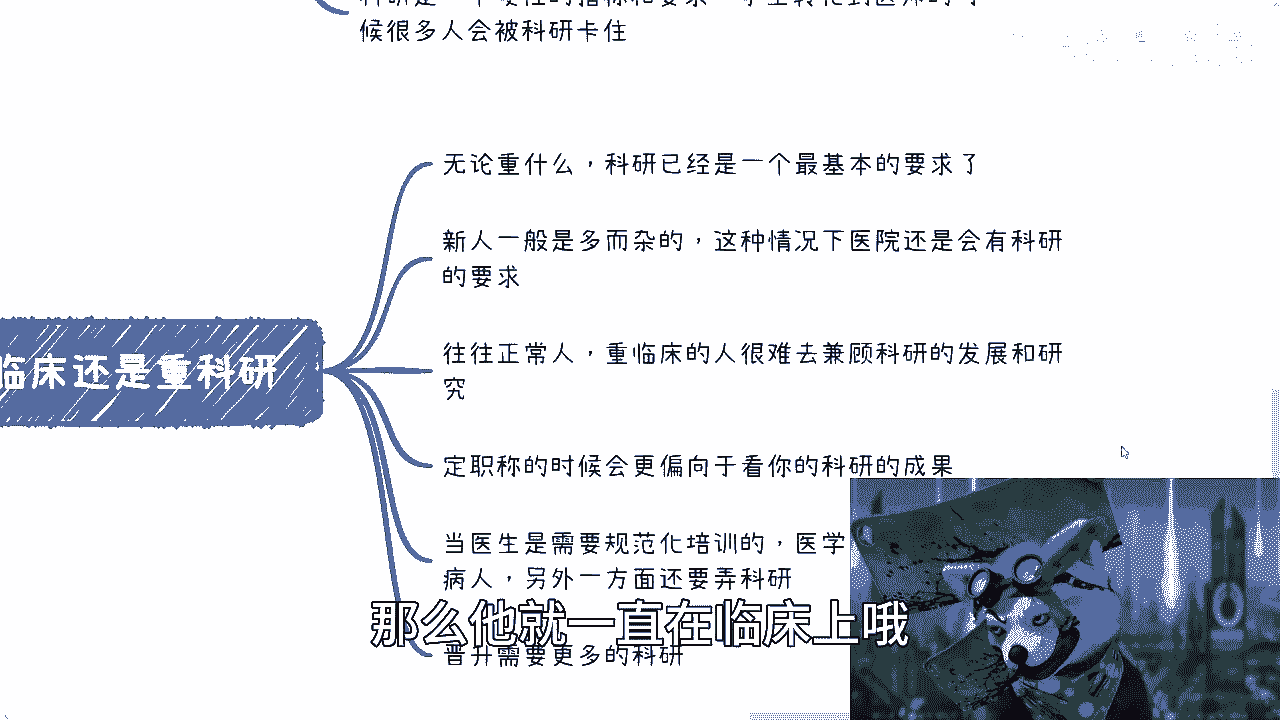 候很多人会被科研卡住
无论重什么，科研已经是一个最基本的要求了
新人一般是多而杂的，这种情况下医院还是会有科研
的要求
往往正常人，重临床的人很难去兼顾科研的发展和研
究
临床还是重科研
定职称的时候会更偏向于看你的科研的成果
当医生是需要规范化培训的，医学
病人，另外一方面还要弄科研
那么他就一直在临床上哦
晋升需要更多的科研